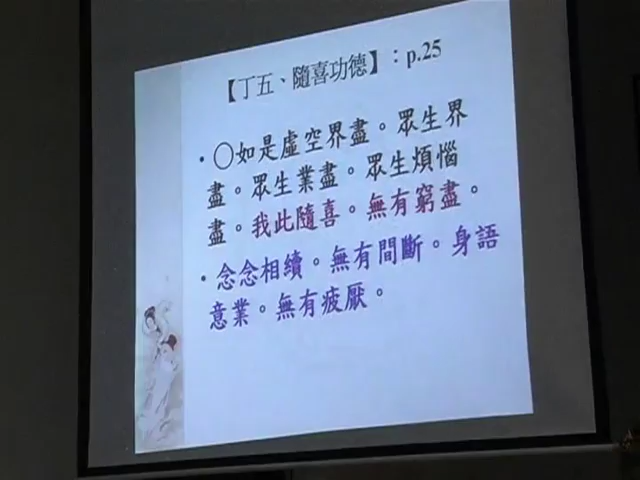 【丁五、隨喜功德】：p.25
•○如是虛空界盡。眾生界
盡。眾生業盡。眾生煩惱
盡。我此隨喜。無有窮盡。
•念念相續。無有間斷。身語
意業。無有疲厭。